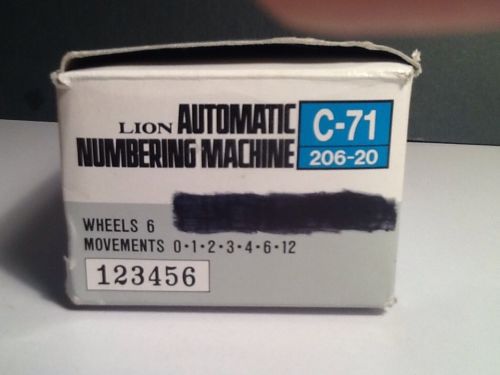 LION AUTOMATIC
NUMBERING MACHINE
C-71
206-20
WHEELS 6
MOVEMENTS 0·1·2·3·4·6·12
123456